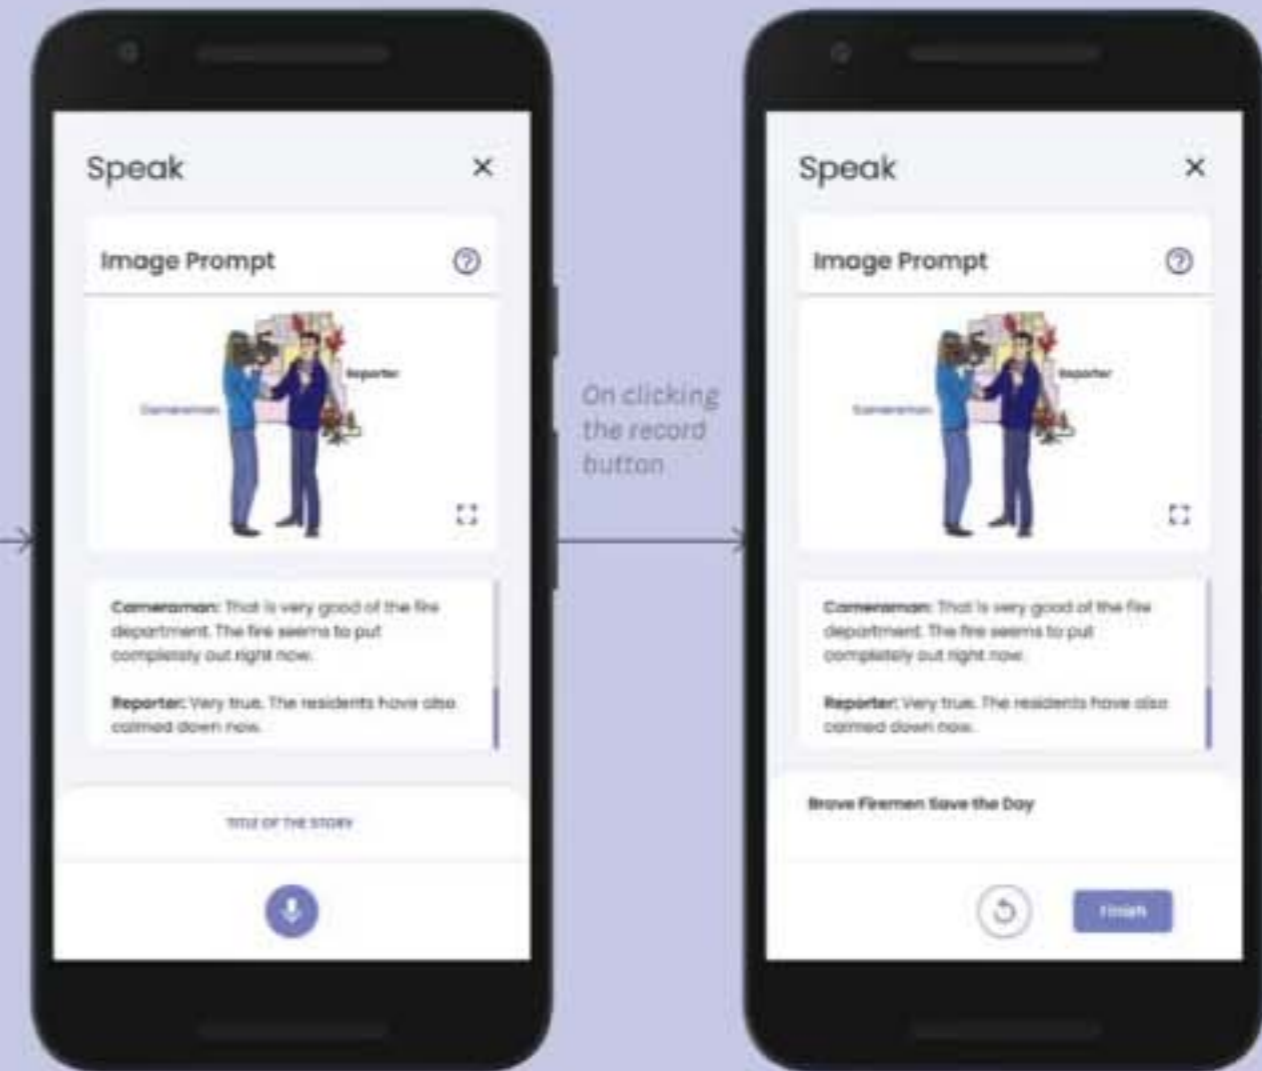 Speak
Image Prompt
Reporter
Cameraman
Cameraman: That is very good of the fire
department. The fire seems to put
completely out right now.
Reporter: Very true. The residents have also
calmed down now.
TITLE OF THE STORY
On clicking
the record
button
Speak
Image Prompt
Reporter
Cameraman
Cameraman: That is very good of the fire
department. The fire seems to put
completely out right now.
Reporter: Very true. The residents have also
calmed down now.
Brave Firemen Save the Day
Finish